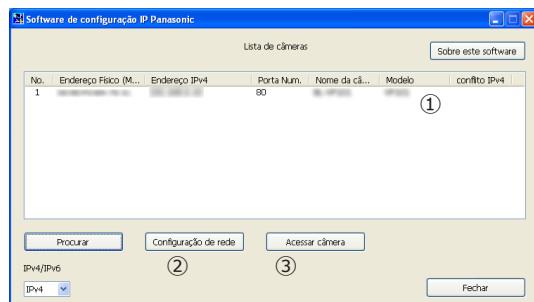 Software de configuração IP Panasonic
Lista de câmeras
Sobre este software
No. Endereço Físico (M... Endereço IPv4 Porta Num. Nome da câ... Modelo conflito IPv4
1 80
①
Procurar Configuração de rede Acessar câmera
② ③
IPv4/IPv6
IPv4 Fechar